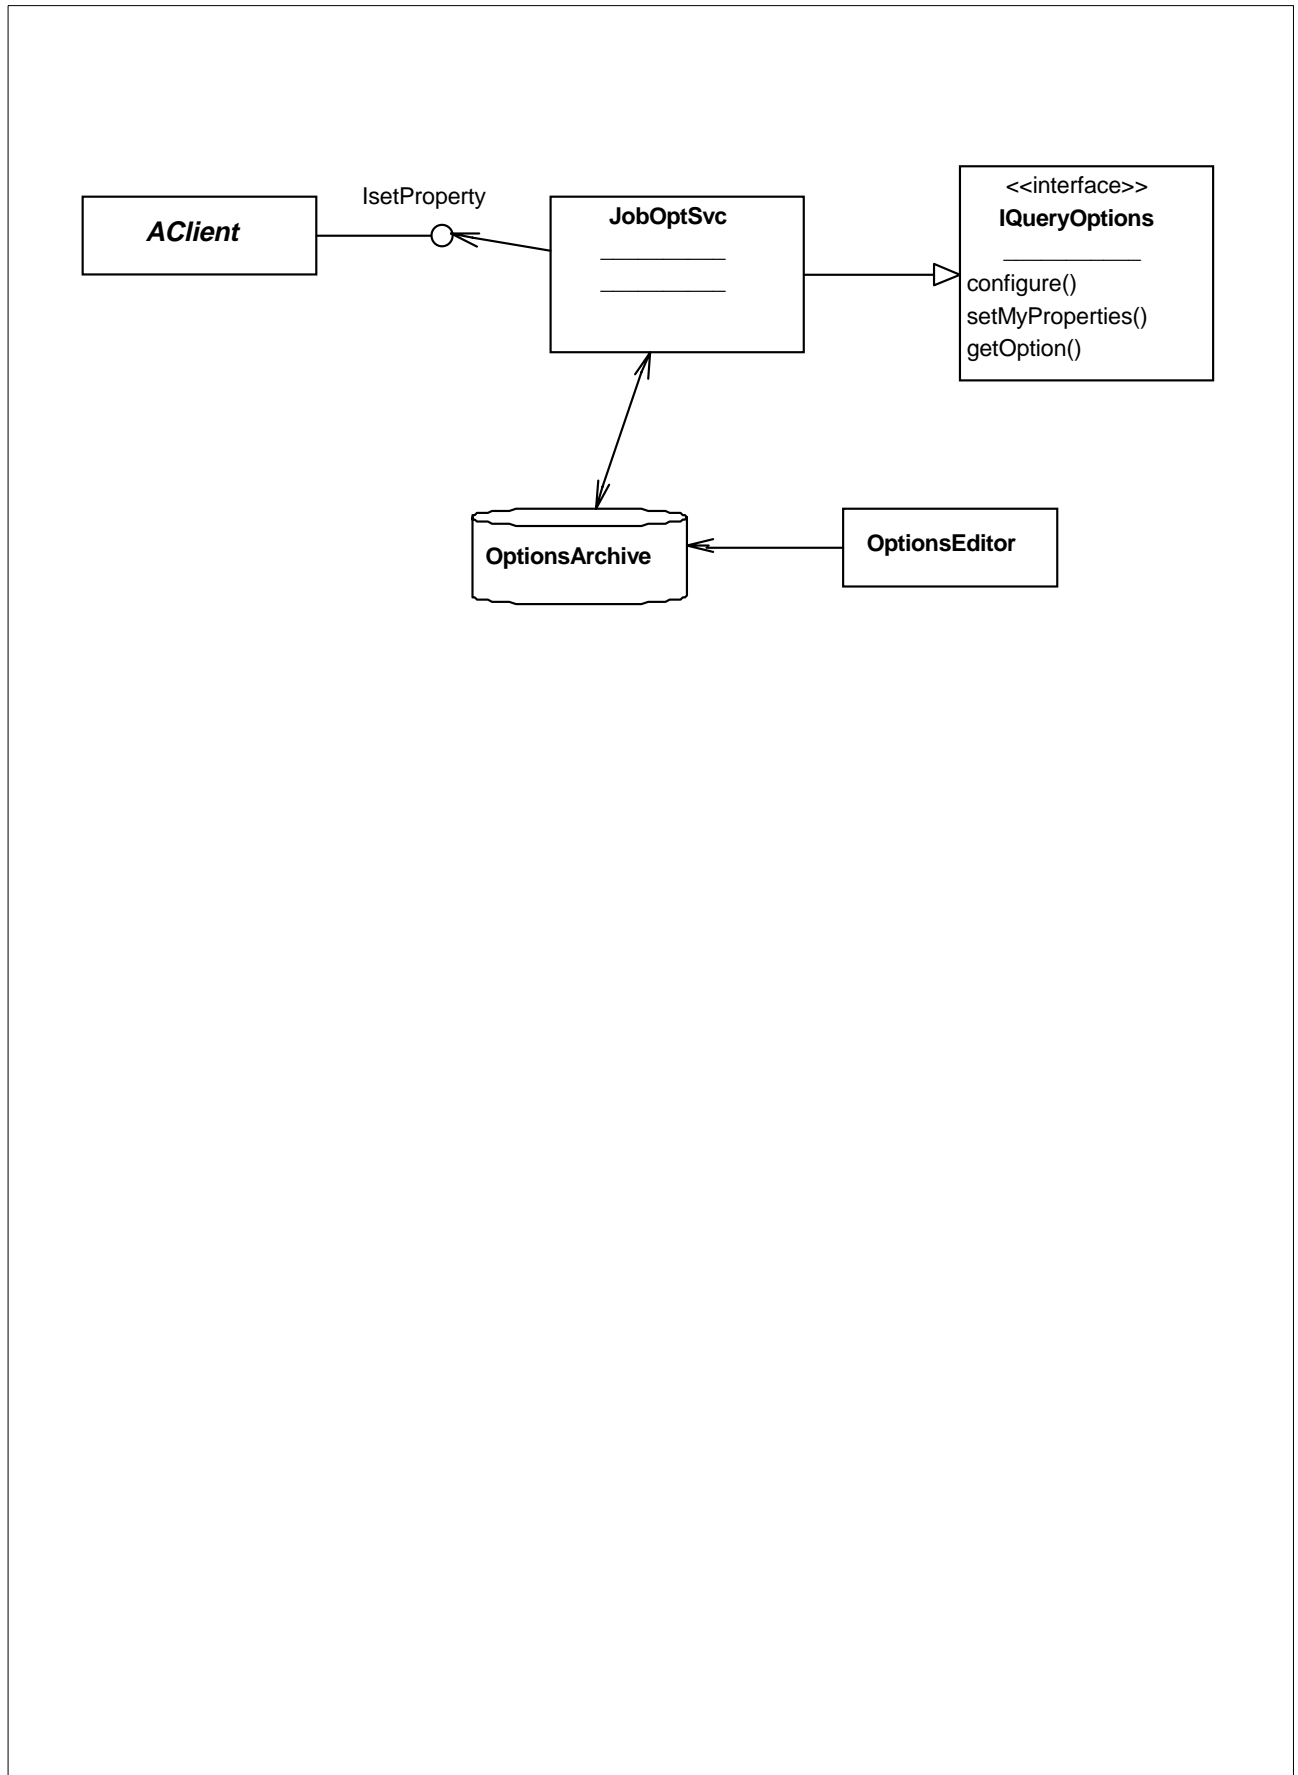 AClient
IsetProperty
JobOptSvc
<<interface>>
IQueryOptions
configure()
setMyProperties()
getOption()
OptionsArchive
OptionsEditor